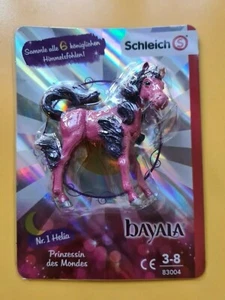 Sammle alle 6 königlichen
Himmelsfohlen!
Schleich S
Nr. 1 Helia
Prinzessin
des Mondes
bayala
CE 3-8
83004